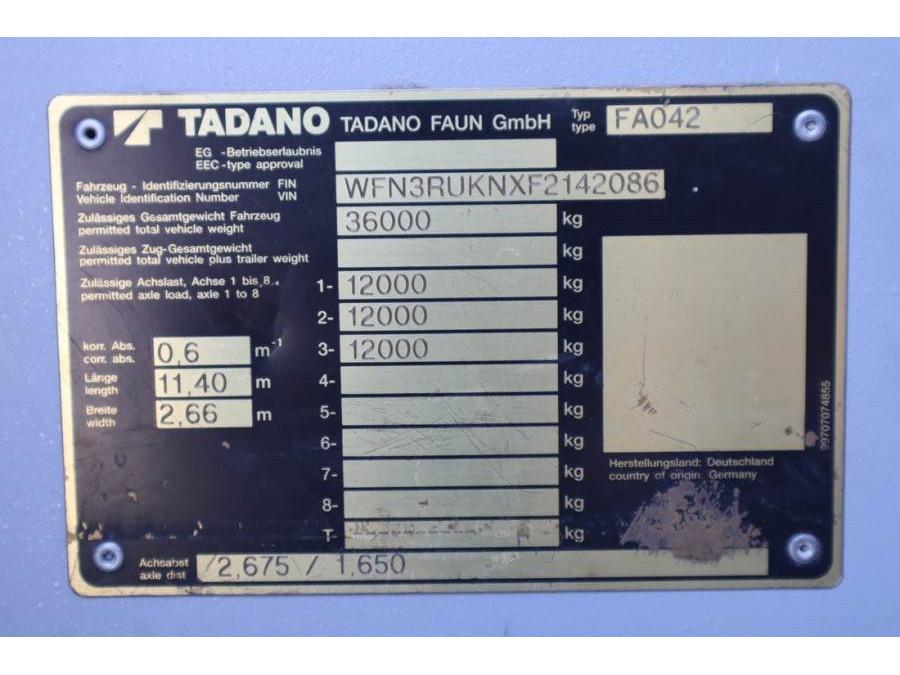 TADANO TADANO FAUN GmbH Typ type FA042
EG -Betriebserlaubnis
EEC-type approval
Fahrzeug - Identifizierungsnummer FIN
Vehicle Identification Number VIN
WFN3RUKNXF2142086
Zulässiges Gesamtgewicht Fahrzeug
permitted total vehicle weight
36000 kg
Zulässiges Zug-Gesamtgewicht
permitted total vehicle plus trailer weight
kg
Zulässige Achslast, Achse 1 bis 8
permitted axle load, axle 1 to 8
1- 12000 kg
2- 12000 kg
3- 12000 kg
4- kg
5- kg
6- kg
7- kg
8- kg
T- kg
korr. Abs.
corr. abs.
0,6 m-1
Länge
length
11,40 m
Breite
width
2,66 m
99707074855
Herstellungsland: Deutschland
country of origin: Germany
Achsabst
axle dist
/2,675 / 1,650